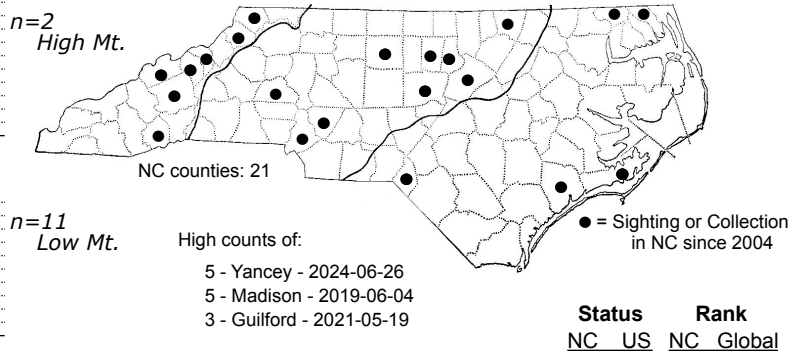 n=2
High Mt.
NC counties: 21
n=11
Low Mt.
High counts of:
5 - Yancey - 2024-06-26
5 - Madison - 2019-06-04
3 - Guilford - 2021-05-19
● = Sighting or Collection
in NC since 2004
Status Rank
NC US NC Global